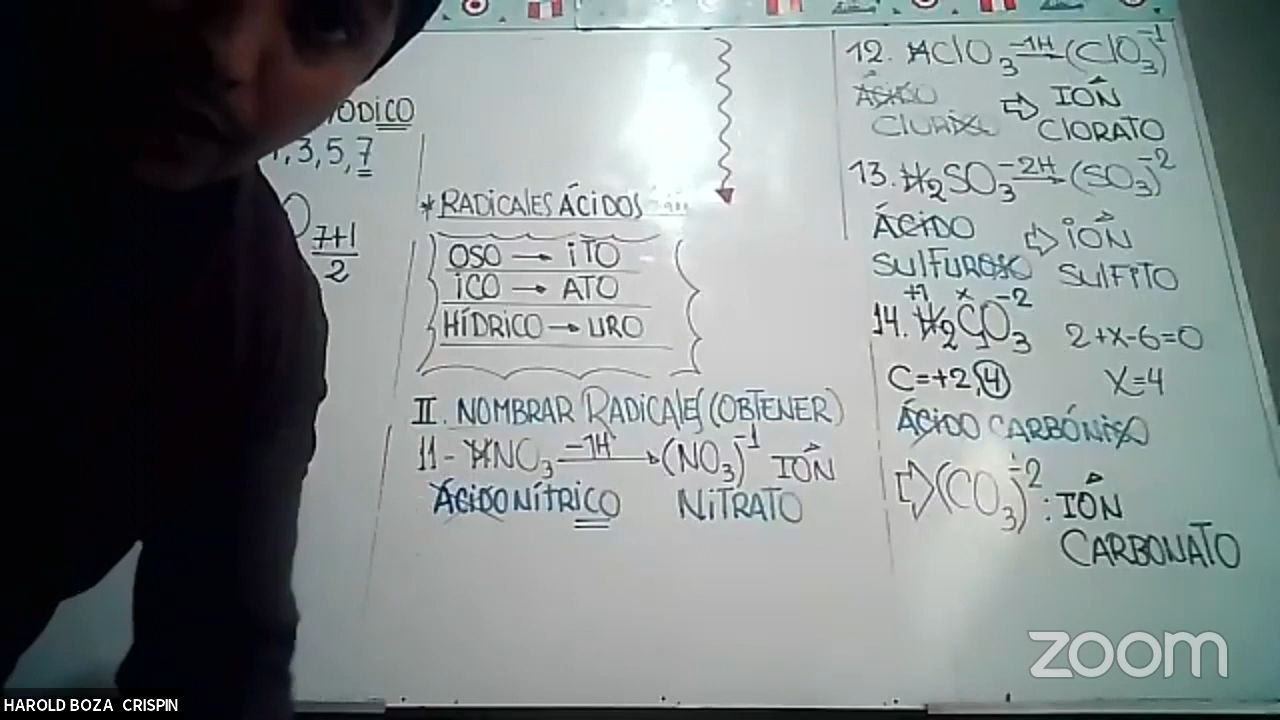 ODICO
1, 3, 5, 7
O 7+1
2
* RADICALES ÁCIDOS
OSO → iTO
iCO → ATO
HÍDRICO → URO
II. NOMBRAR RADICALES (OBTENER)
11- HNO3 -1H → (NO3)-1 IÓN
ÁCIDO NÍTRICO NiTRATO
12. HClO3 -1H → (ClO3)-1
ÁCIDO ⇒ IÓN
ClORATO
13. H2SO3 -2H → (SO3)-2
ÁCIDO ⇒ iÓN
SUlFUROSO SUlFITO
+1 x -2
14. H2CO3 2+x-6=0
C=+2,4 X=4
ÁCIDO CARBÓNICO
⇒ (CO3)-2 : IÓN
CARBONATO
zoom
HAROLD BOZA CRISPIN